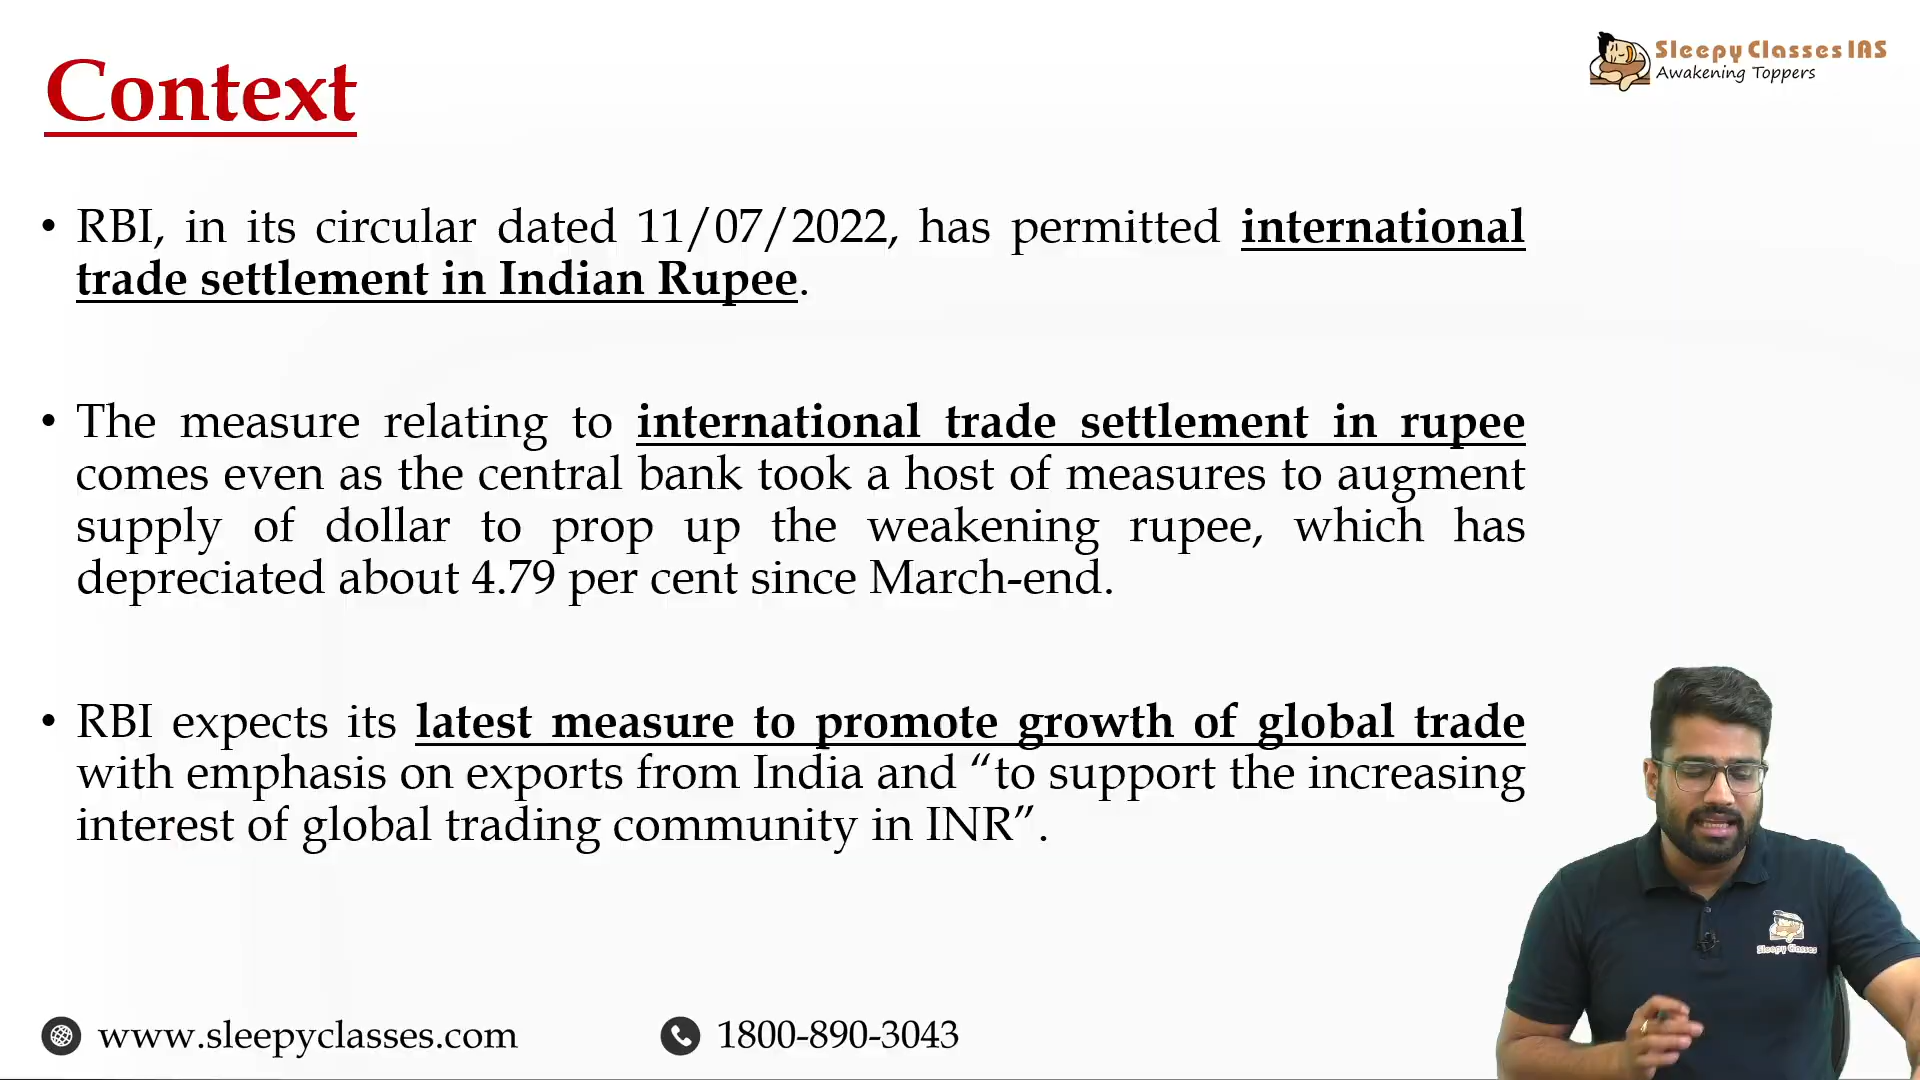 Context
Sleepy Classes IAS
Awakening Toppers
• RBI, in its circular dated 11/07/2022, has permitted international
trade settlement in Indian Rupee.
• The measure relating to international trade settlement in rupee
comes even as the central bank took a host of measures to augment
supply of dollar to prop up the weakening rupee, which has
depreciated about 4.79 per cent since March-end.
• RBI expects its latest measure to promote growth of global trade
with emphasis on exports from India and “to support the increasing
interest of global trading community in INR”.
Sleepy Classes
www.sleepyclasses.com
1800-890-3043